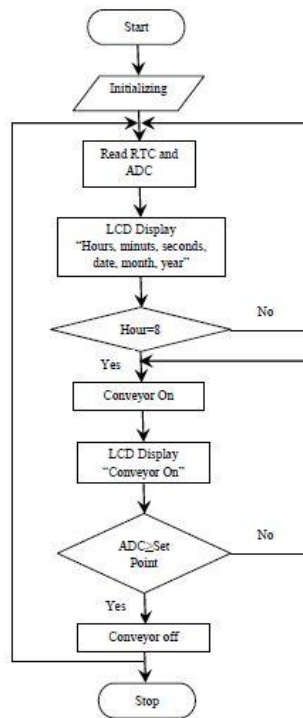 Start
Initializing
Read RTC and
ADC
LCD Display
“Hours, minuts, seconds,
date, month, year”
Hour=8
No
Yes
Conveyor On
LCD Display
“Conveyor On”
ADC≥Set
Point
No
Yes
Conveyor off
Stop